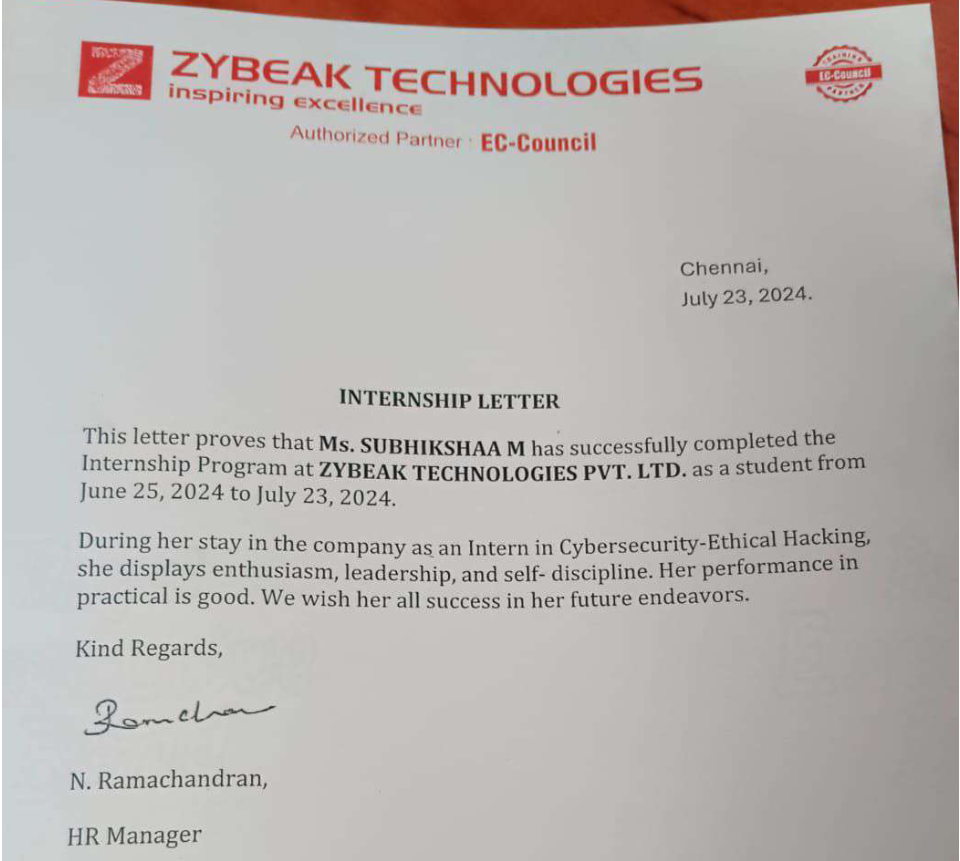 ZYBEAK TECHNOLOGIES
inspiring excellence
Authorized Partner : EC-Council
TRAINING
EC-Council
PARTNER
Chennai,
July 23, 2024.
INTERNSHIP LETTER
This letter proves that Ms. SUBHIKSHAA M has successfully completed the
Internship Program at ZYBEAK TECHNOLOGIES PVT. LTD. as a student from
June 25, 2024 to July 23, 2024.
During her stay in the company as an Intern in Cybersecurity-Ethical Hacking,
she displays enthusiasm, leadership, and self- discipline. Her performance in
practical is good. We wish her all success in her future endeavors.
Kind Regards,
N. Ramachandran,
HR Manager